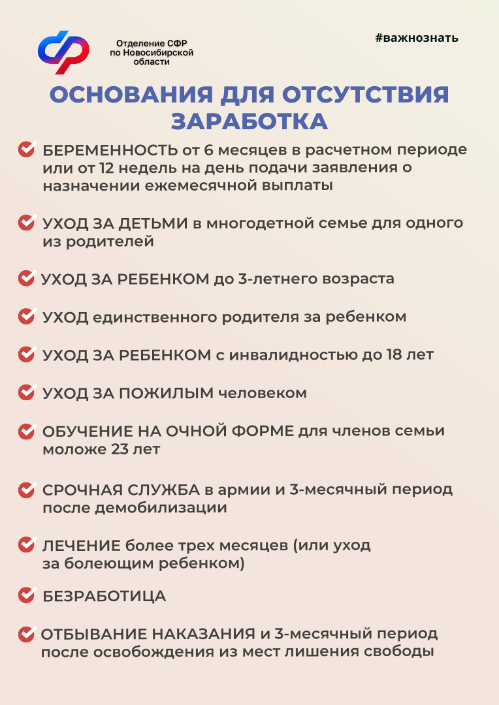 Отделение СФР
по Новосибирской
области
#важнознать
ОСНОВАНИЯ ДЛЯ ОТСУТСТВИЯ
ЗАРАБОТКА
БЕРЕМЕННОСТЬ от 6 месяцев в расчетном периоде
или от 12 недель на день подачи заявления о
назначении ежемесячной выплаты
УХОД ЗА ДЕТЬМИ в многодетной семье для одного
из родителей
УХОД ЗА РЕБЕНКОМ до 3-летнего возраста
УХОД единственного родителя за ребенком
УХОД ЗА РЕБЕНКОМ с инвалидностью до 18 лет
УХОД ЗА ПОЖИЛЫМ человеком
ОБУЧЕНИЕ НА ОЧНОЙ ФОРМЕ для членов семьи
моложе 23 лет
СРОЧНАЯ СЛУЖБА в армии и 3-месячный период
после демобилизации
ЛЕЧЕНИЕ более трех месяцев (или уход
за болеющим ребенком)
БЕЗРАБОТИЦА
ОТБЫВАНИЕ НАКАЗАНИЯ и 3-месячный период
после освобождения из мест лишения свободы